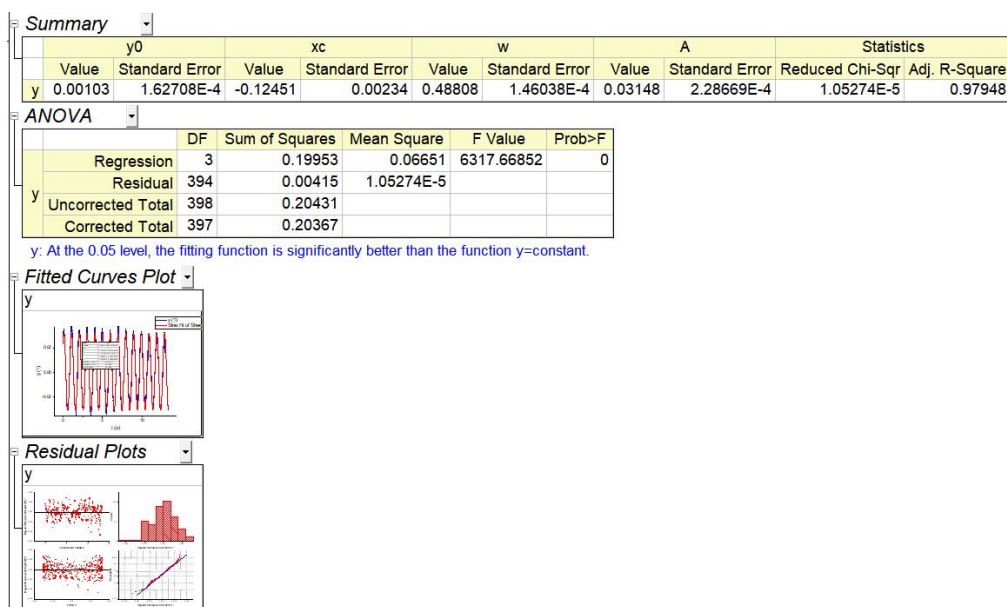 Summary
y0 xc w A Statistics
Value Standard Error Value Standard Error Value Standard Error Value Standard Error Reduced Chi-Sqr Adj. R-Square
y 0.00103 1.62708E-4 -0.12451 0.00234 0.48808 1.46038E-4 0.03148 2.28669E-4 1.05274E-5 0.97948
ANOVA
DF Sum of Squares Mean Square F Value Prob>F
Regression 3 0.19953 0.06651 6317.66852 0
Residual 394 0.00415 1.05274E-5
y
Uncorrected Total 398 0.20431
Corrected Total 397 0.20367
y: At the 0.05 level, the fitting function is significantly better than the function y=constant.
Fitted Curves Plot
y
Residual Plots
y